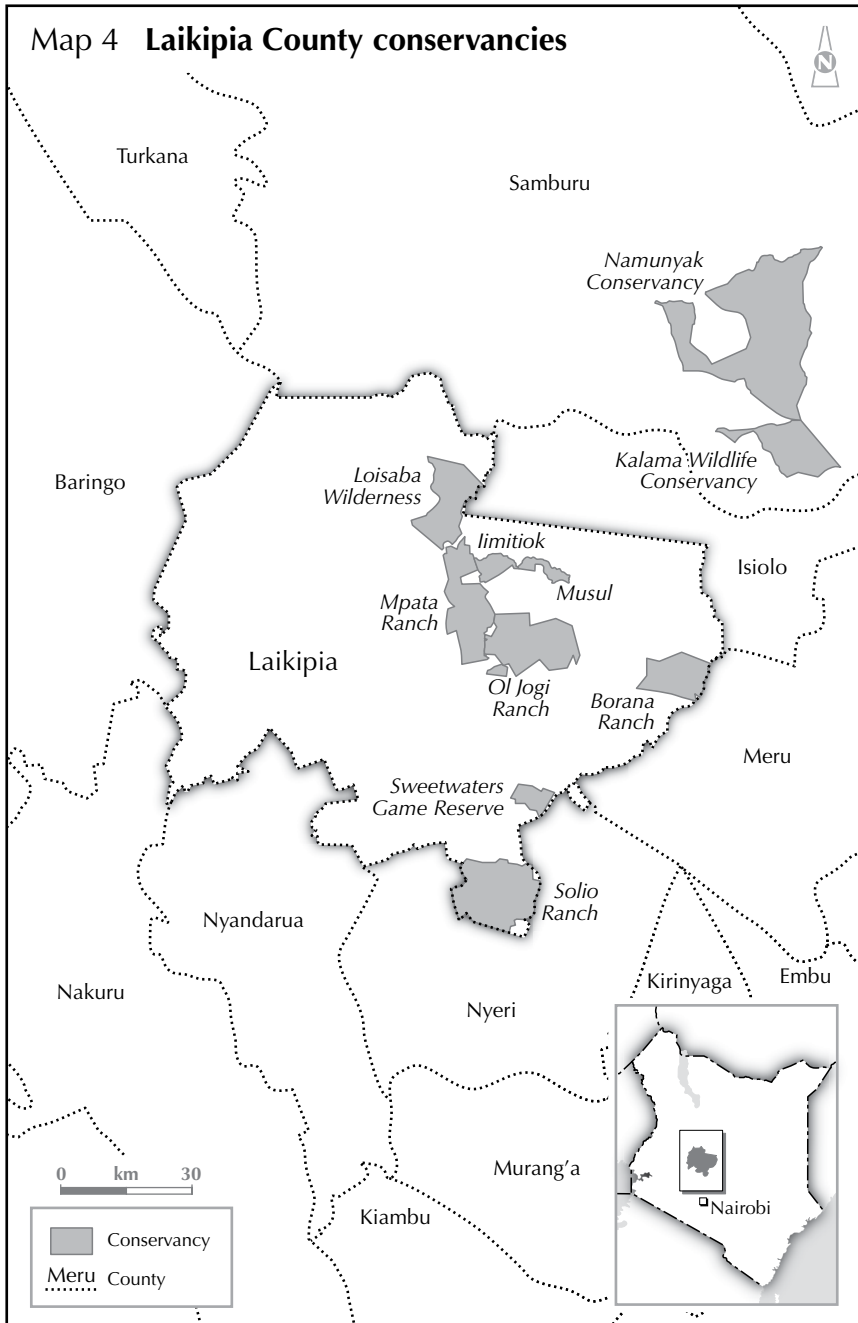 Map 4 Laikipia County conservancies
N
Turkana
Samburu
Namunyak
Conservancy
Baringo
Loisaba
Wilderness
Kalama Wildlife
Conservancy
Iimitiok
Isiolo
Musul
Mpata
Ranch
Laikipia
Ol Jogi
Ranch
Borana
Ranch
Meru
Sweetwaters
Game Reserve
Solio
Ranch
Nyandarua
Nakuru
Nyeri
Kirinyaga
Embu
Murang'a
Kiambu
0 km 30
Conservancy
Meru County
Nairobi